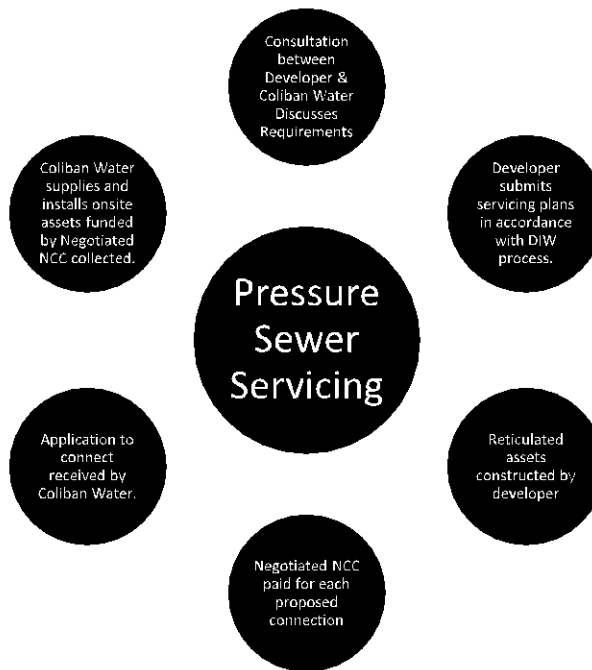 Consultation
between
Developer &
Coliban Water
Discusses
Requirements
Developer
submits
servicing plans
in accordance
with DIW
process.
Reticulated
assets
constructed by
developer
Negotiated NCC
paid for each
proposed
connection
Application to
connect
received by
Coliban Water.
Coliban Water
supplies and
installs onsite
assets funded
by Negotiated
NCC collected.
Pressure
Sewer
Servicing